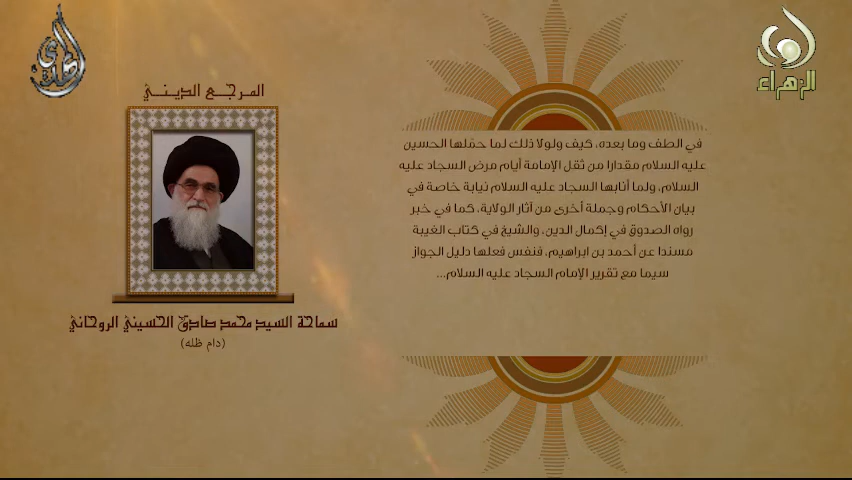 الزهراء
المرجع الديني
في الطف وما بعده، كيف ولولا ذلك لما حمّلها الحسين
عليه السلام مقدارا من ثقل الإمامة أيام مرض السجاد عليه
السلام، ولما أنابها السجاد عليه السلام نيابة خاصة في
بيان الأحكام وجملة أخرى من آثار الولاية، كما في خبر
رواه الصدوق في إكمال الدين، والشيخ في كتاب الغيبة
مسندا عن أحمد بن ابراهيم، فنفس فعلها دليل الجواز
سيما مع تقرير الإمام السجاد عليه السلام...
سماحة السيد محمد صادق الحسيني الروحاني
(دام ظله)